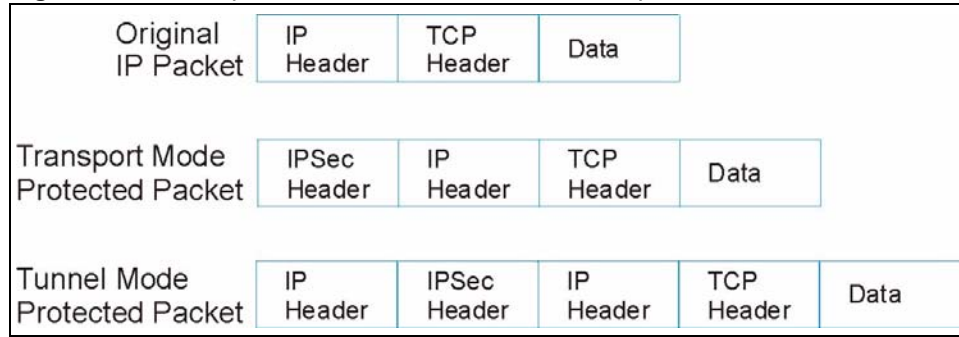 Original IP Packet
IP Header
TCP Header
Data
Transport Mode Protected Packet
IPSec Header
IP Header
TCP Header
Data
Tunnel Mode Protected Packet
IP Header
IPSec Header
IP Header
TCP Header
Data